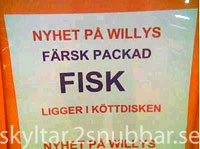 NYHET PÅ WILLYS
FÄRSK PACKAD
FISK
LIGGER I KÖTTDISKEN
NYHET PÅ WILLYS
skyltar.2snubbar.se